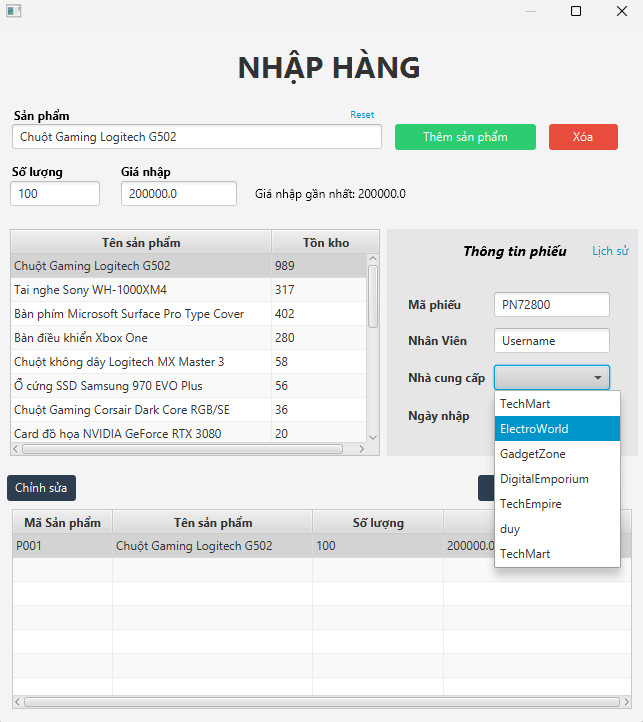 NHẬP HÀNG
Sản phẩm
Reset
Chuột Gaming Logitech G502
Thêm sản phẩm
Xóa
Số lượng
Giá nhập
100
200000.0
Giá nhập gần nhất: 200000.0
Tên sản phẩm
Tồn kho
Chuột Gaming Logitech G502 989
Tai nghe Sony WH-1000XM4 317
Bàn phím Microsoft Surface Pro Type Cover 402
Bàn điều khiển Xbox One 280
Chuột không dây Logitech MX Master 3 58
Ổ cứng SSD Samsung 970 EVO Plus 56
Chuột Gaming Corsair Dark Core RGB/SE 36
Card đồ họa NVIDIA GeForce RTX 3080 20
Thông tin phiếu
Lịch sử
Mã phiếu PN72800
Nhân Viên Username
Nhà cung cấp
Ngày nhập
TechMart
ElectroWorld
GadgetZone
DigitalEmporium
TechEmpire
duy
TechMart
Chỉnh sửa
Mã Sản phẩm Tên sản phẩm Số lượng
P001 Chuột Gaming Logitech G502 100 200000.0